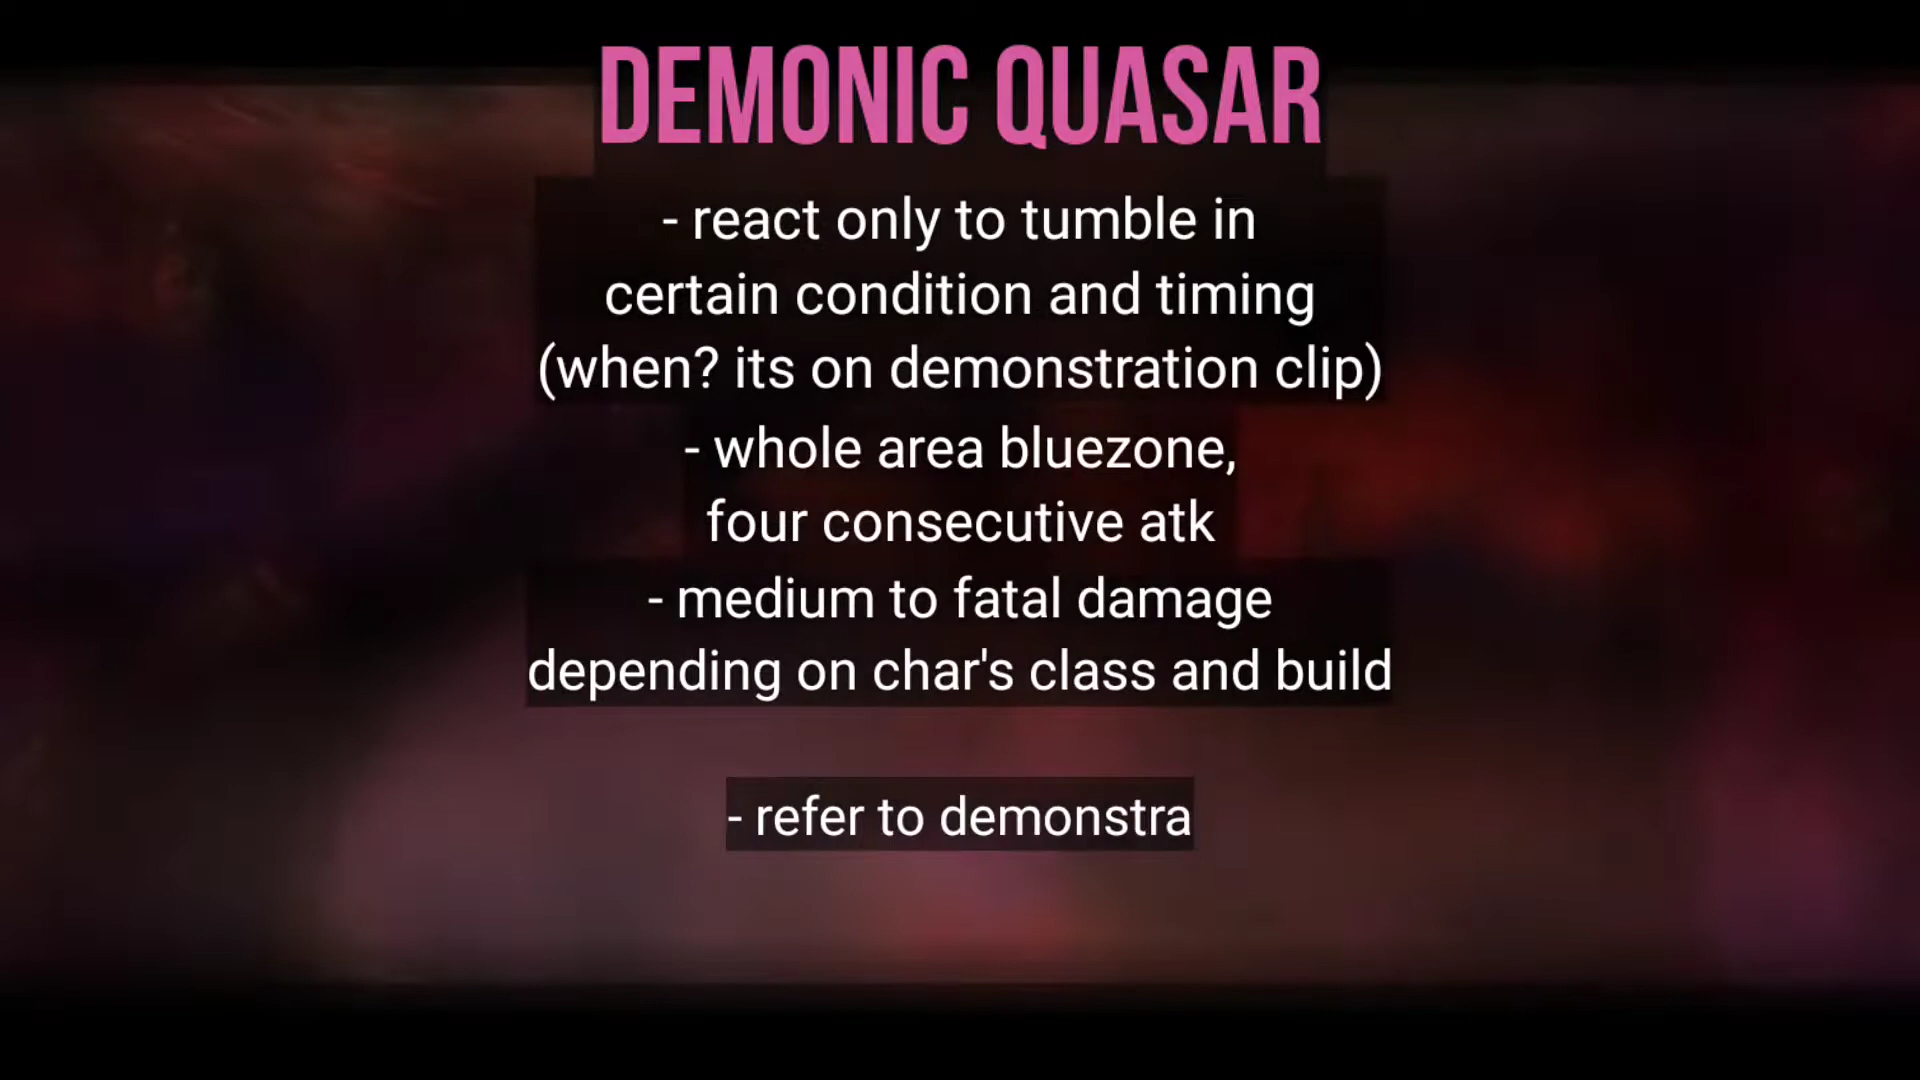 DEMONIC QUASAR
- react only to tumble in
certain condition and timing
(when? its on demonstration clip)
- whole area bluezone,
four consecutive atk
- medium to fatal damage
depending on char's class and build
- refer to demonstra